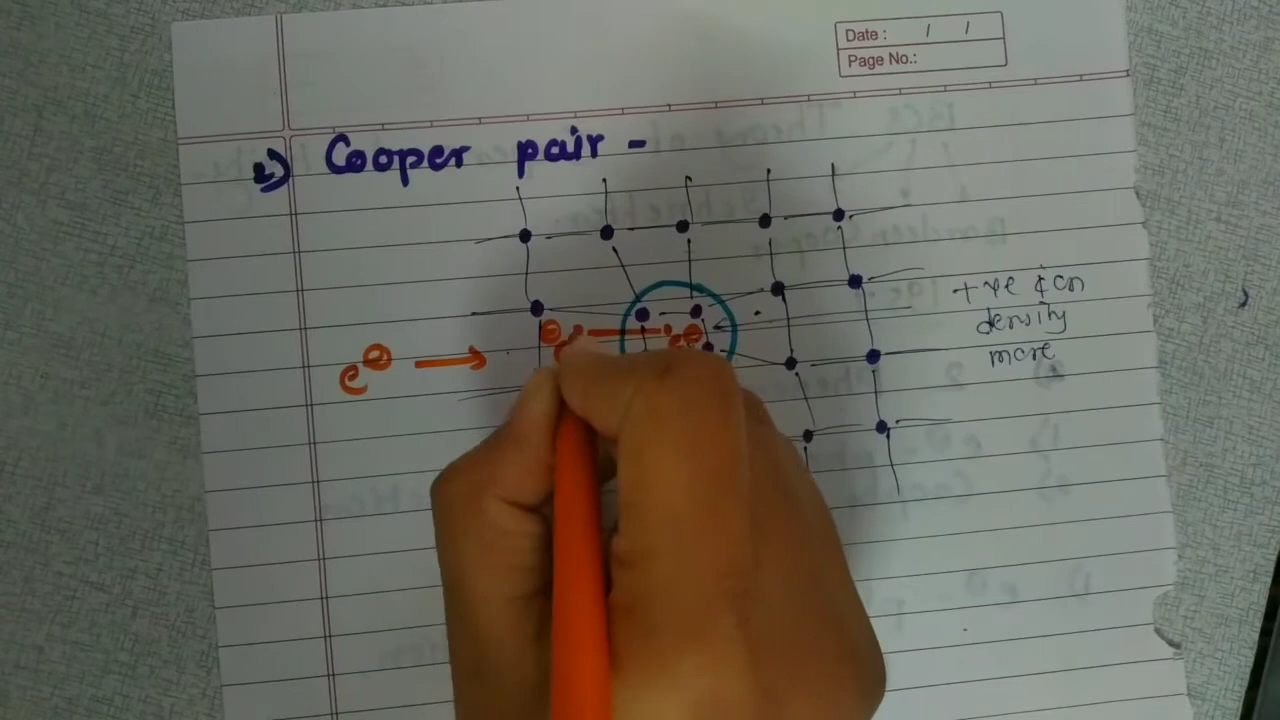 Date : / /
Page No.:
2) Cooper pair -
+ve ion
density
more
e⊖ →
⊖
e⊖